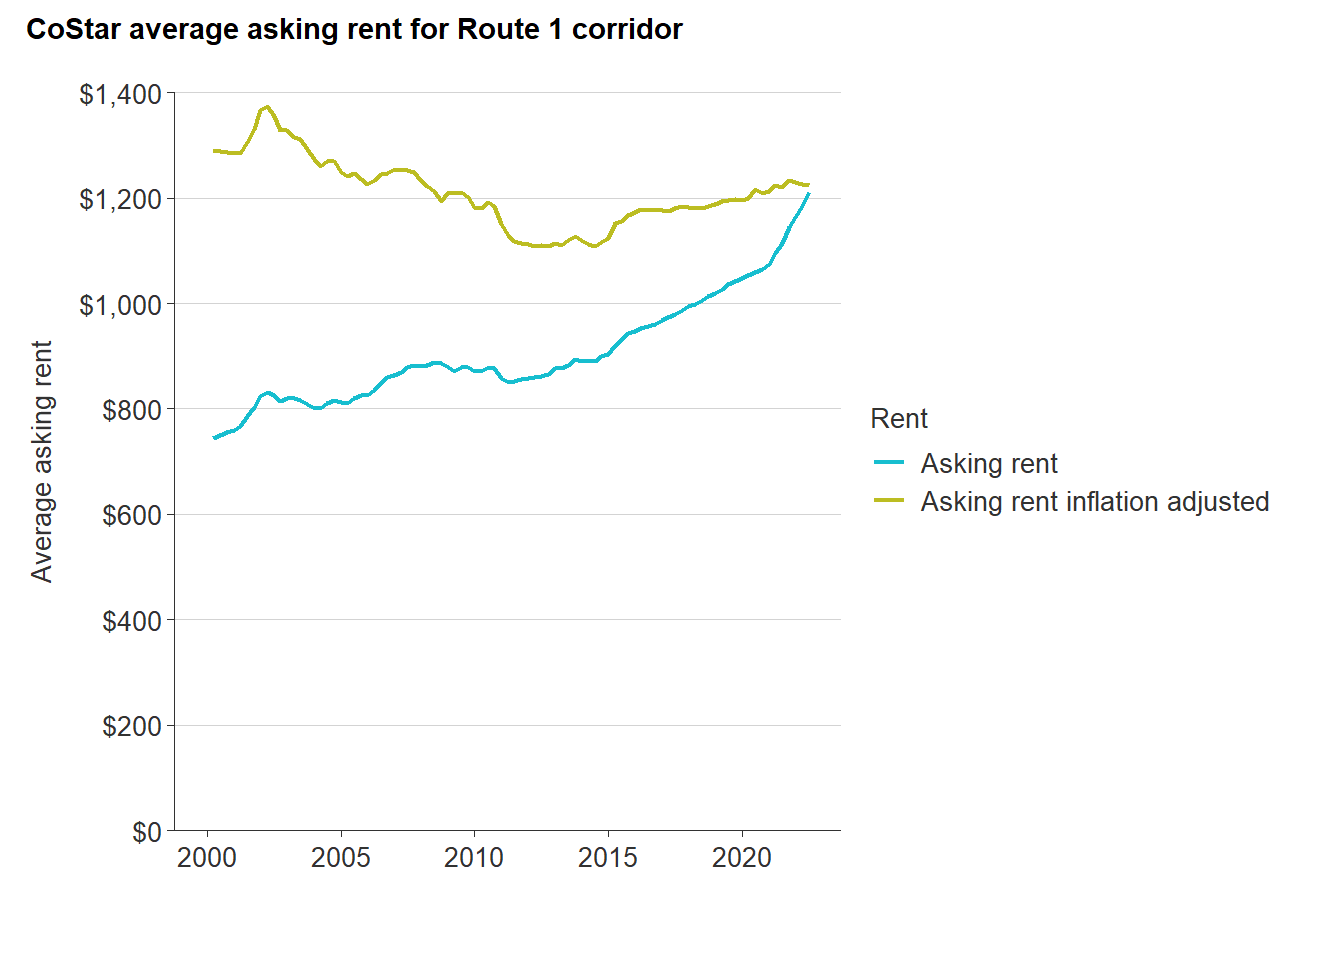 CoStar average asking rent for Route 1 corridor
$1,400
$1,200
$1,000
$800
$600
$400
$200
$0
Average asking rent
2000 2005 2010 2015 2020
Rent
Asking rent
Asking rent inflation adjusted